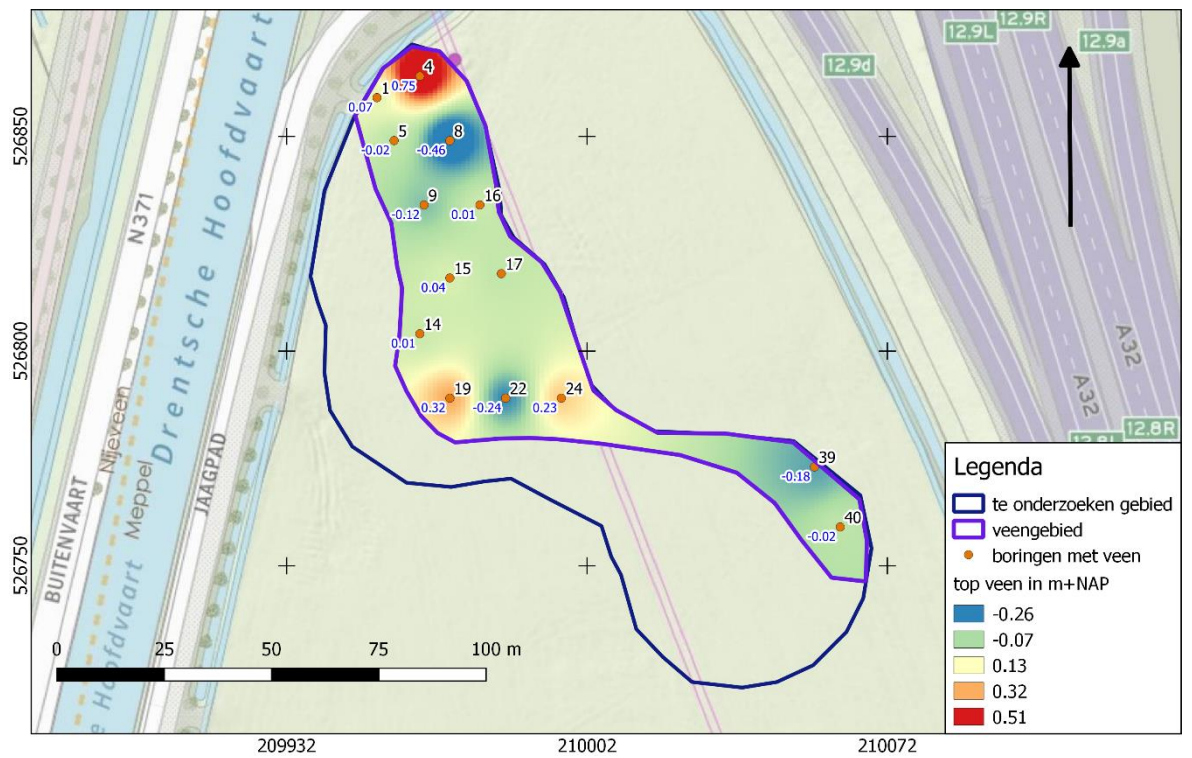 12,9R
12,9L
12.9a
12.9d
4
0.75
1
0.07
5
-0.02
8
-0.46
9
-0.12
16
0.01
15
0.04
17
14
0.01
19
0.32
22
-0.24
24
0.23
39
-0.18
40
-0.02
526850
526800
526750
N371
Drentsche Hoofdvaart
Nijeveen
Meppel
JAAGPAD
BUITENVAART
e Hoofdvaart
A32
A32
12.8R
0
25
50
75
100 m
Legenda
te onderzoeken gebied
veengebied
boringen met veen
top veen in m+NAP
-0.26
-0.07
0.13
0.32
0.51
209932
210002
210072